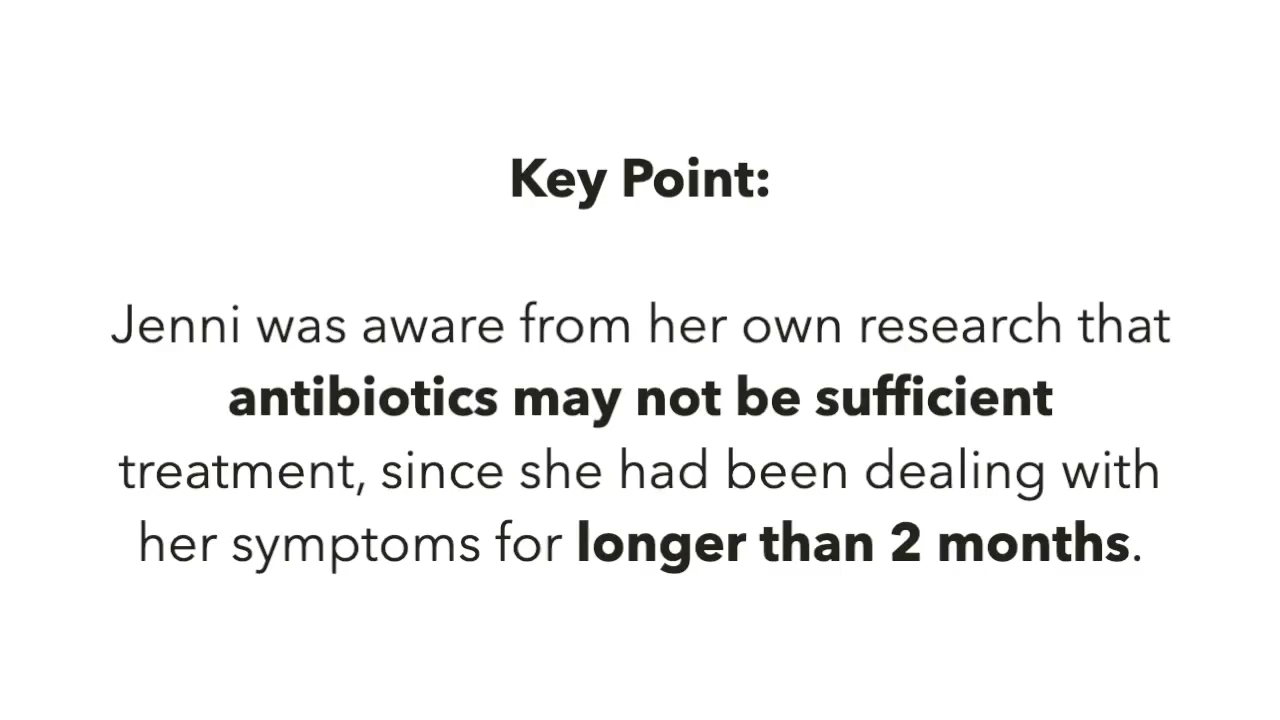 Key Point:
Jenni was aware from her own research that
antibiotics may not be sufficient
treatment, since she had been dealing with
her symptoms for longer than 2 months.